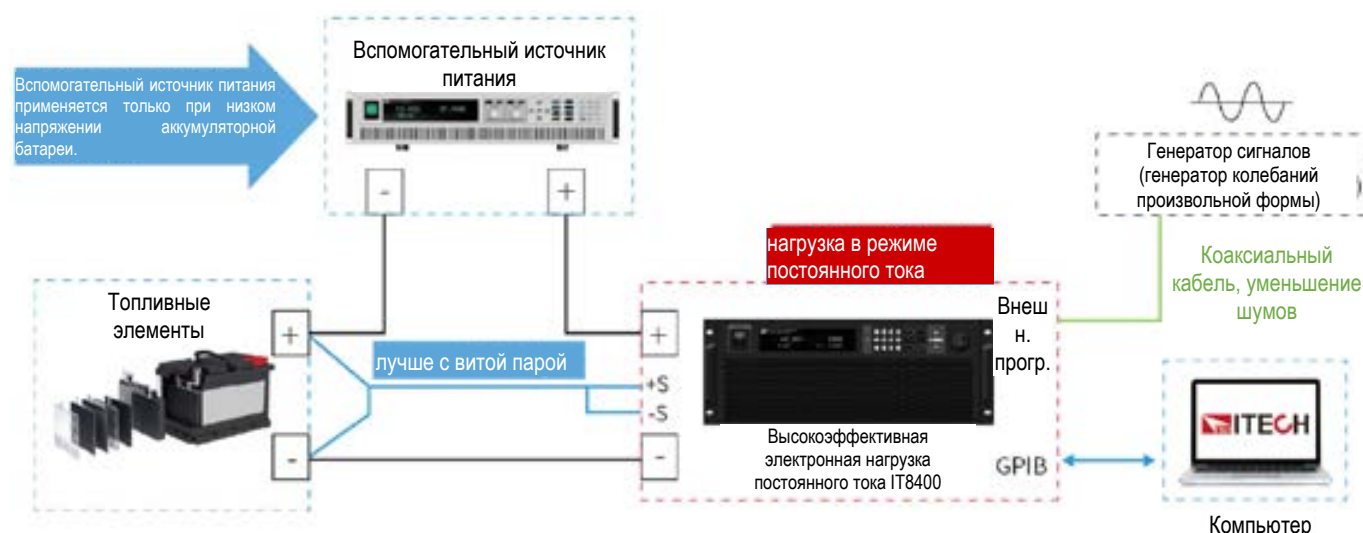 Вспомогательный источник
питания
Вспомогательный источник питания
применяется только при низком
напряжении аккумуляторной
батареи.
-
+
Генератор сигналов
(генератор колебаний
произвольной формы)
Коаксиальный
кабель, уменьшение
шумов
нагрузка в режиме
постоянного тока
Топливные
элементы
+
-
лучше с витой парой
+
+S
-S
-
Внеш
н.
прогр.
Высокоэффективная
электронная нагрузка
постоянного тока IT8400
GPIB
ITECH
Компьютер